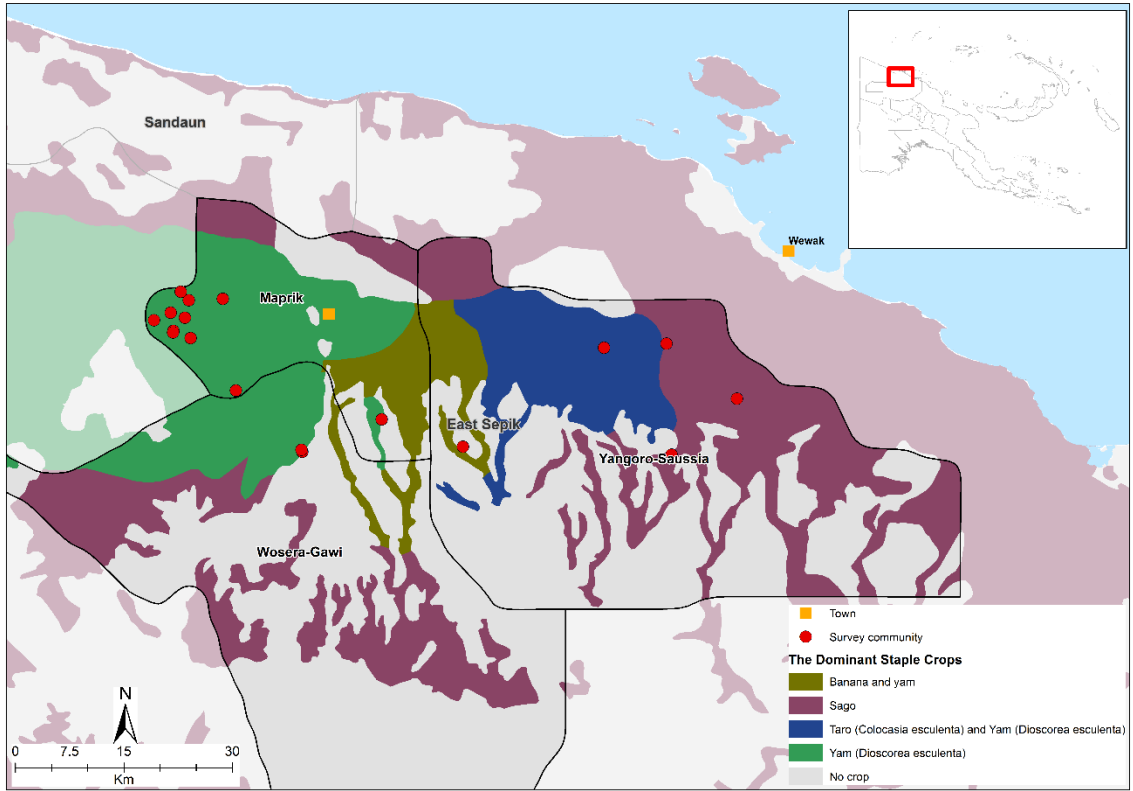 Sandaun
Wewak
Maprik
East Sepik
Yangoro-Saussia
Wosera-Gawi
Town
Survey community
The Dominant Staple Crops
Banana and yam
Sago
Taro (Colocasia esculenta) and Yam (Dioscorea esculenta)
Yam (Dioscorea esculenta)
No crop
N
0 7.5 15 30
Km